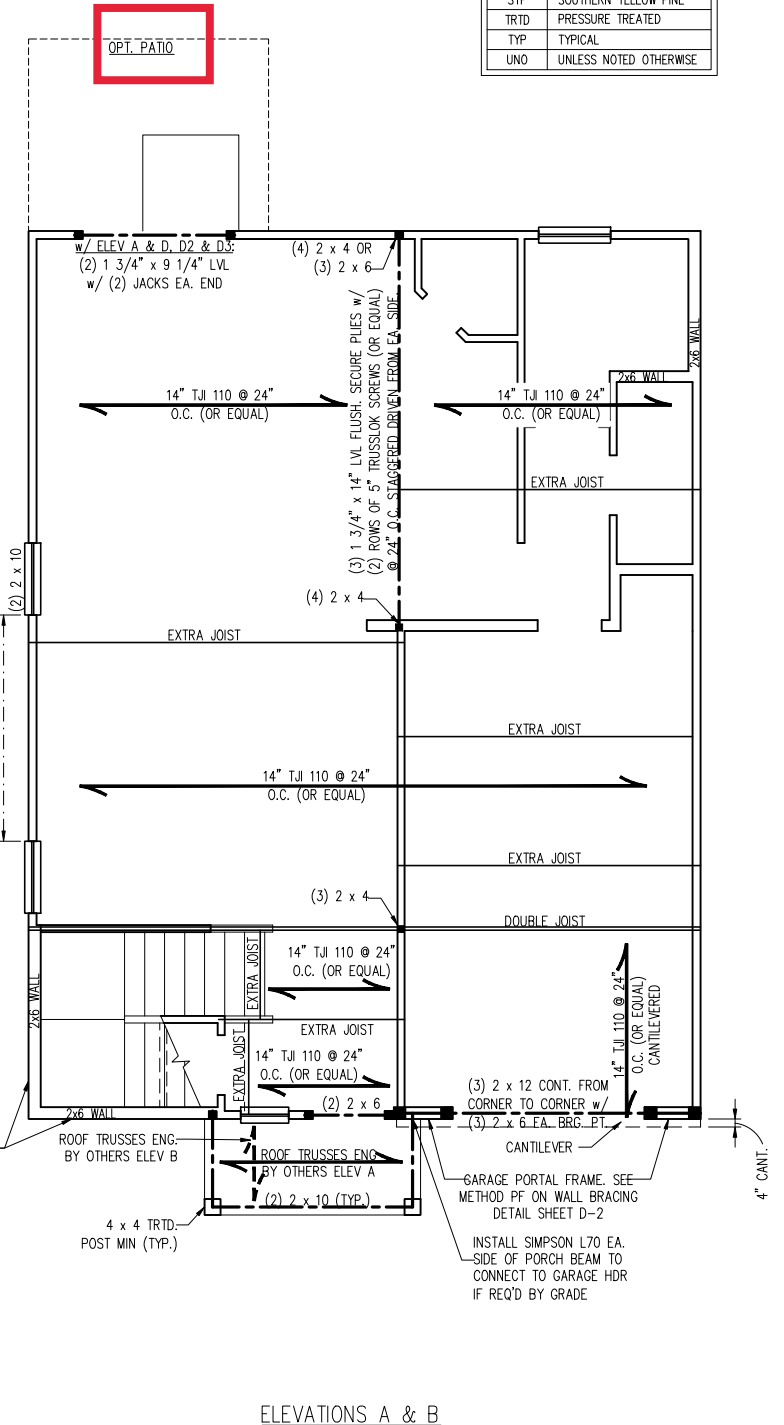 STP SOUTHERN YELLOW PINE
TRTD PRESSURE TREATED
TYP TYPICAL
UNO UNLESS NOTED OTHERWISE
OPT. PATIO
w/ ELEV A & D, D2 & D3:
(2) 1 3/4" x 9 1/4" LVL
w/ (2) JACKS EA. END
(4) 2 x 4 OR
(3) 2 x 6
2x6 WALL
2x6 WALL
14" TJI 110 @ 24"
O.C. (OR EQUAL)
(3) 1 3/4" x 14" LVL FLUSH. SECURE PLIES w/
(2) ROWS OF 5" TRUSSLOK SCREWS (OR EQUAL)
@ 24" O.C. STAGGERED DRIVEN FROM EA. SIDE.
14" TJI 110 @ 24"
O.C. (OR EQUAL)
EXTRA JOIST
(2) 2 x 10
(4) 2 x 4
EXTRA JOIST
EXTRA JOIST
14" TJI 110 @ 24"
O.C. (OR EQUAL)
EXTRA JOIST
(3) 2 x 4
DOUBLE JOIST
2x6 WALL
EXTRA JOIST
14" TJI 110 @ 24"
O.C. (OR EQUAL)
EXTRA JOIST
EXTRA JOIST
14" TJI 110 @ 24"
O.C. (OR EQUAL)
14" TJI 110 @ 24"
O.C. (OR EQUAL)
CANTILEVERED
(2) 2 x 6
(3) 2 x 12 CONT. FROM
CORNER TO CORNER w/
(3) 2 x 6 EA. BRG. PT.
2x6 WALL
CANTILEVER
4" CANT.
ROOF TRUSSES ENG.
BY OTHERS ELEV B
ROOF TRUSSES ENG
BY OTHERS ELEV A
(2) 2 x 10 (TYP.)
GARAGE PORTAL FRAME. SEE
METHOD PF ON WALL BRACING
DETAIL SHEET D-2
4 x 4 TRTD.
POST MIN (TYP.)
INSTALL SIMPSON L70 EA.
SIDE OF PORCH BEAM TO
CONNECT TO GARAGE HDR
IF REQ'D BY GRADE
ELEVATIONS A & B